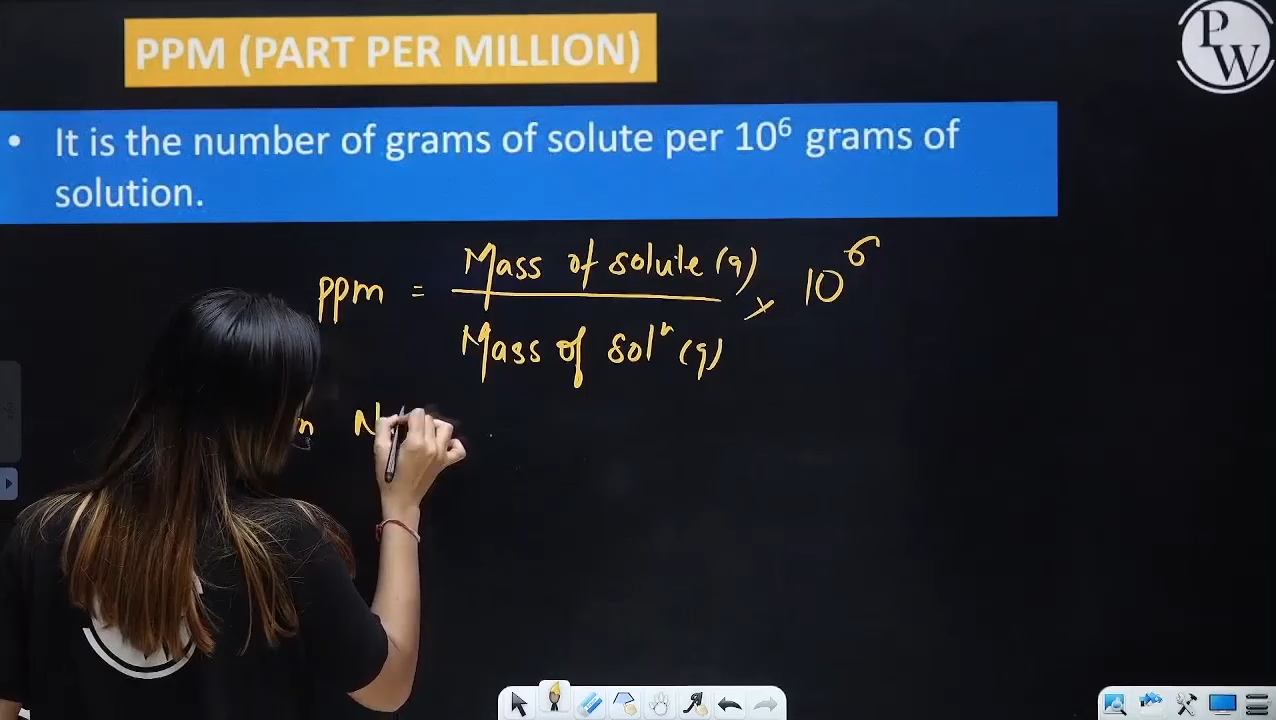 PPM (PART PER MILLION)
PW
• It is the number of grams of solute per 10⁶ grams of
solution.
ppm = Mass of solute (g) × 10⁶
Mass of solⁿ (g)
N